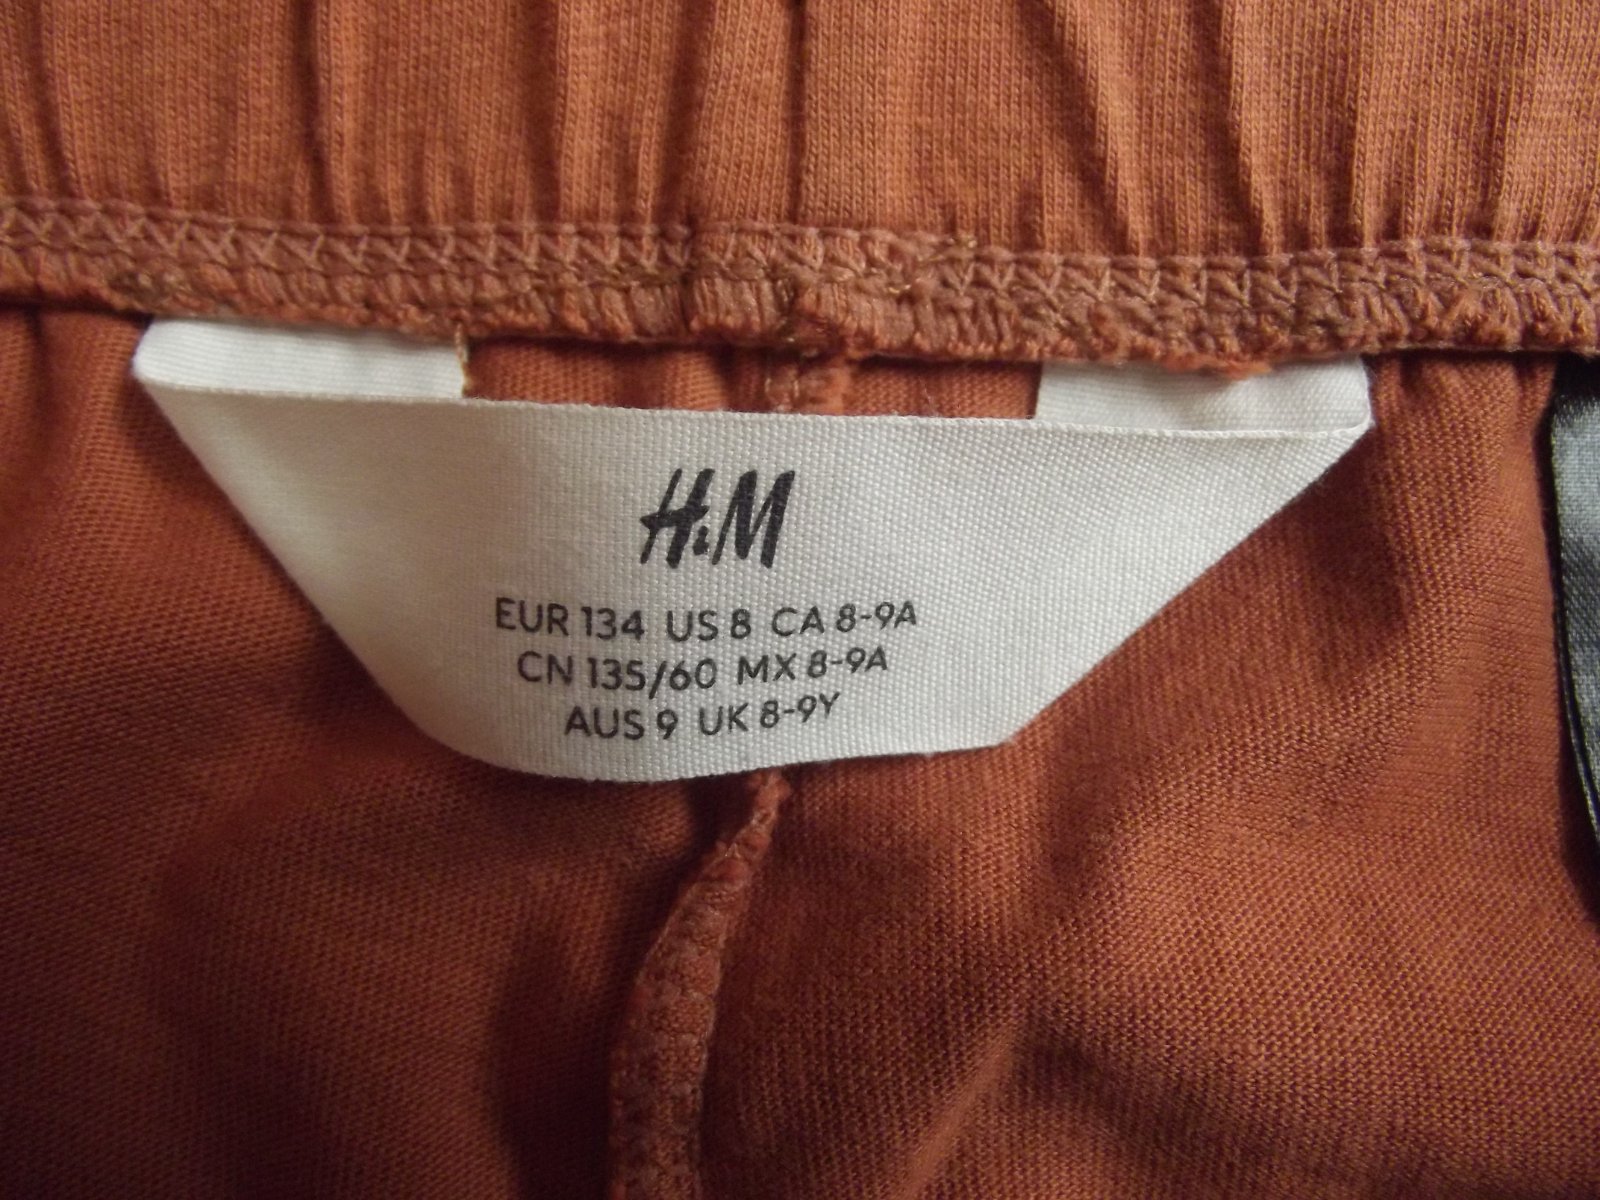 H&M
EUR 134 US 8 CA 8-9A
CN 135/60 MX 8-9A
AUS 9 UK 8-9Y